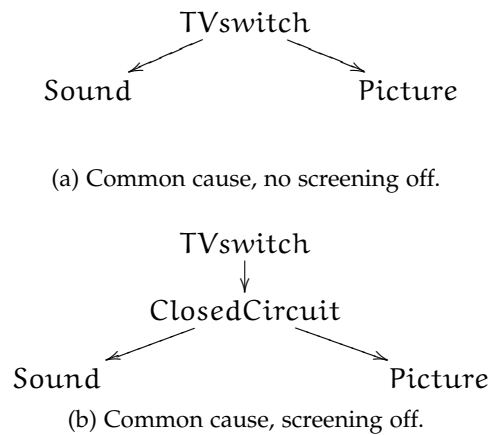 TVswitch
Sound Picture
(a) Common cause, no screening off.
TVswitch
ClosedCircuit
Sound Picture
(b) Common cause, screening off.